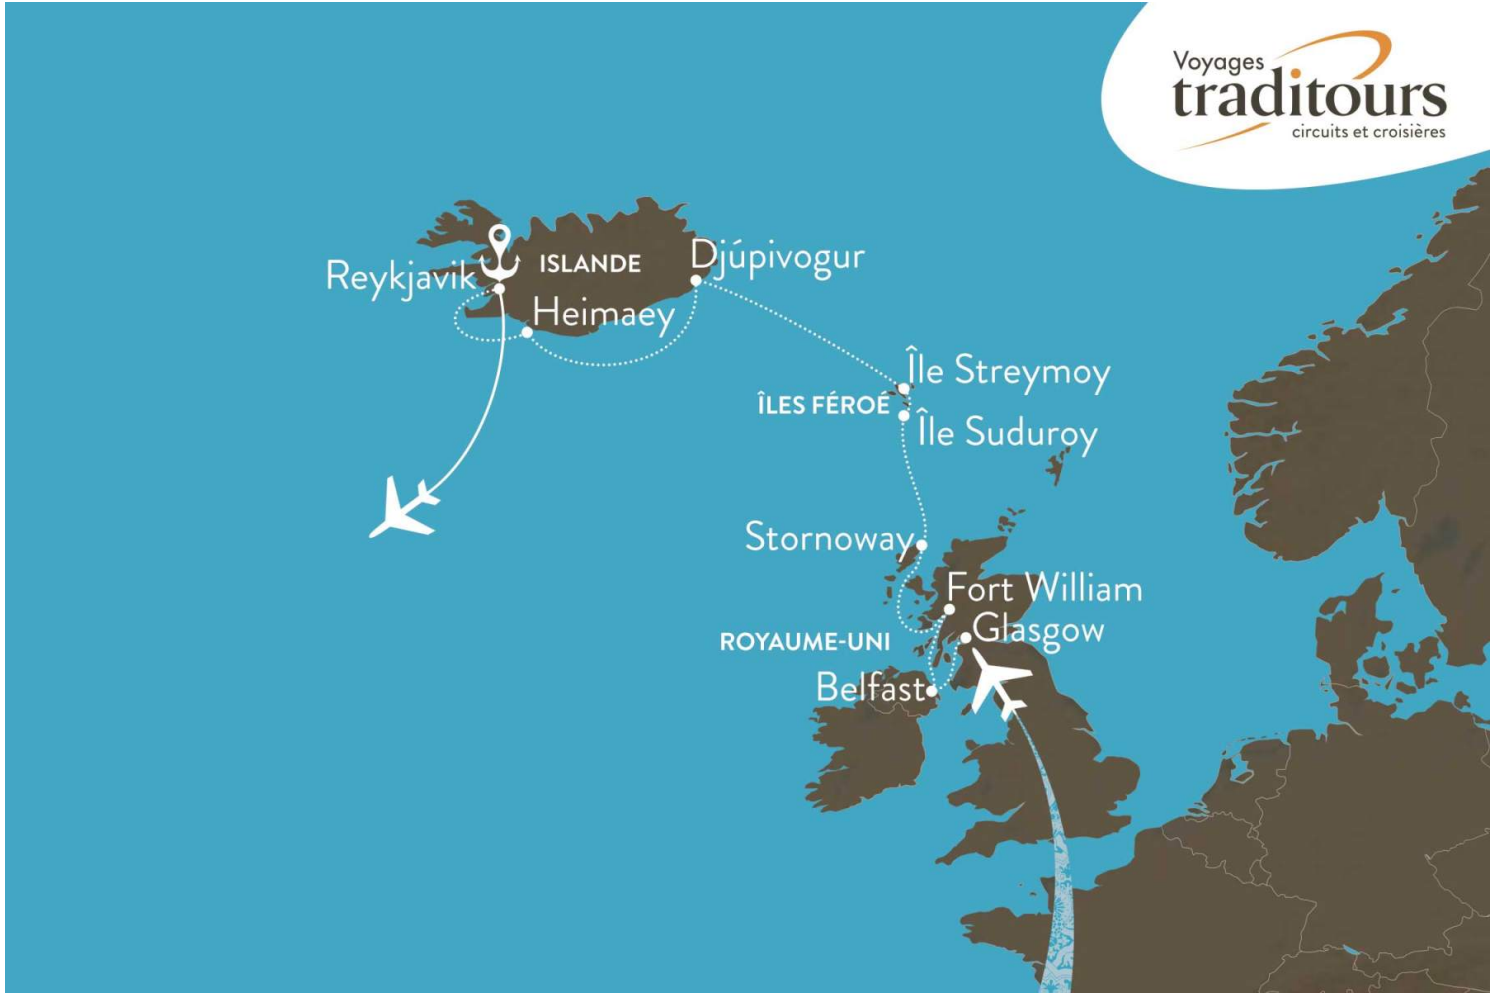 Voyages
traditours
circuits et croisières
Reykjavik
ISLANDE
Djúpivogur
Heimaey
Île Streymoy
ÎLES FÉROÉ
Île Suduroy
Stornoway
Fort William
Glasgow
ROYAUME-UNI
Belfast